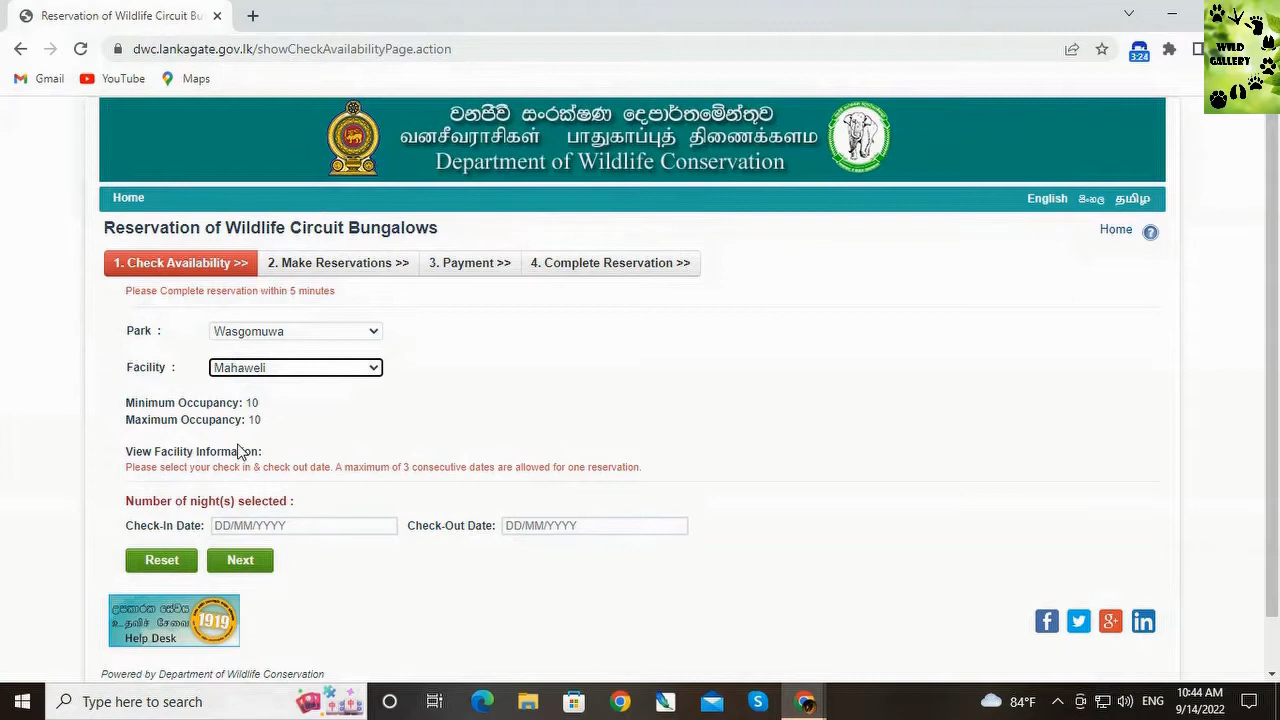 Reservation of Wildlife Circuit Bu
dwc.lankagate.gov.lk/showCheckAvailabilityPage.action
3:24
Gmail YouTube Maps
WILD
GALLERY
වනජීවී සංරක්ෂණ දෙපාර්තමේන්තුව
வனசீவராசிகள் பாதுகாப்புத் திணைக்களம
Department of Wildlife Conservation
Home English සිංහල தமிழ்
Reservation of Wildlife Circuit Bungalows
Home ?
1. Check Availability >> 2. Make Reservations >> 3. Payment >> 4. Complete Reservation >>
Please Complete reservation within 5 minutes
Park : Wasgomuwa
Facility : Mahaweli
Minimum Occupancy: 10
Maximum Occupancy: 10
View Facility Information:
Please select your check in & check out date. A maximum of 3 consecutive dates are allowed for one reservation.
Number of night(s) selected :
Check-In Date: DD/MM/YYYY Check-Out Date: DD/MM/YYYY
Reset Next
උපකාරක සේවය
உதவிச் சேவை
Help Desk
1919
Powered by Department of Wildlife Conservation
Type here to search
84°F
ENG
10:44 AM
9/14/2022